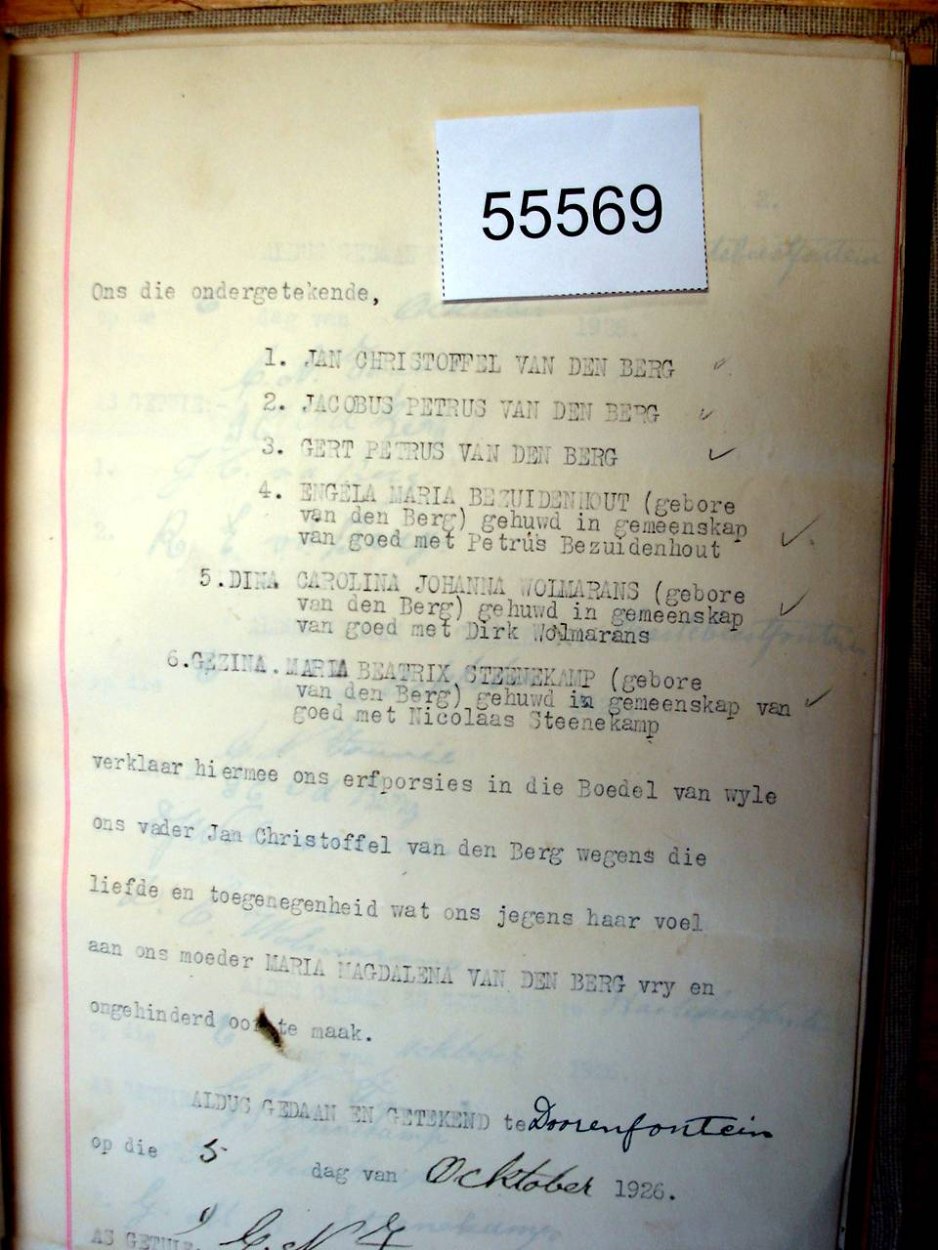 55569
Ons die ondergetekende,
1. JAN CHRISTOFFEL VAN DEN BERG
2. JACOBUS PETRUS VAN DEN BERG
3. GERT PETRUS VAN DEN BERG
4. ENGELA MARIA BEZUIDENHOUT (gebore
van den Berg) gehuwd in gemeenskap
van goed met Petrus Bezuidenhout
5. DINA CAROLINA JOHANNA WOLMARANS (gebore
van den Berg) gehuwd in gemeenskap
van goed met Dirk Wolmarans
6. GEZINA. MARIA BEATRIX STEENEKAMP (gebore
van den Berg) gehuwd in gemeenskap van
goed met Nicolaas Steenekamp
verklaar hiermee ons erfporsies in die Boedel van wyle
ons vader Jan Christoffel van den Berg wegens die
liefde en toegenegenheid wat ons jegens haar voel
aan ons moeder MARIA MAGDALENA VAN DEN BERG vry en
ongehinderd oor te maak.
ALDUS GEDAAN EN GETEKEND te Doorenfontein
op die 5 dag van Ocktober 1926.
AS GETUIE.